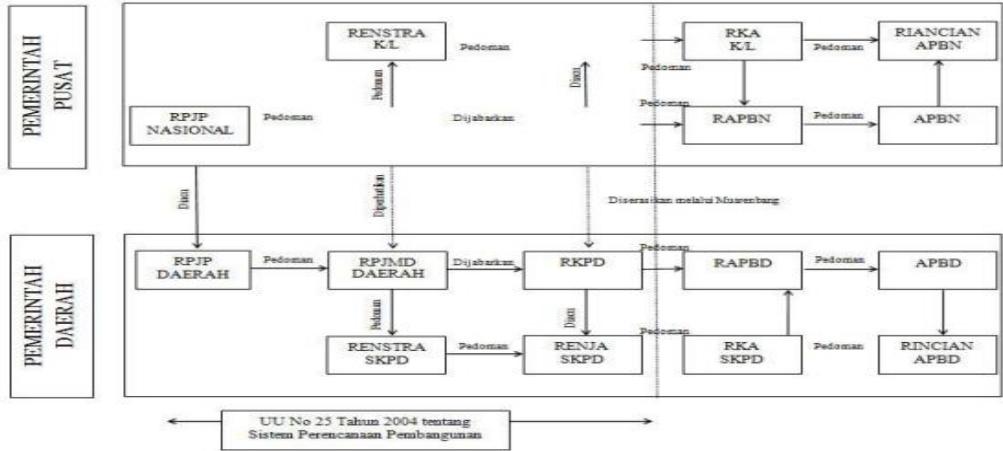 PEMERINTAH
PUSAT
RENSTRA
K/L
Pedoman
RKA
K/L
Pedoman
RIANCIAN
APBN
Pedoman
Diacu
Pedoman
Pedoman
RPJP
NASIONAL
Pedoman
Dijabarkan
RAPBN
Pedoman
APBN
Diacu
Diperhatikan
Diserasikan melalui Musrenbang
PEMERINTAH
DAERAH
RPJP
DAERAH
Pedoman
RPJMD
DAERAH
Dijabarkan
RKPD
Pedoman
RAPBD
Pedoman
APBD
Pedoman
Diacu
RENSTRA
SKPD
Pedoman
RENJA
SKPD
Pedoman
RKA
SKPD
Pedoman
RINCIAN
APBD
UU No 25 Tahun 2004 tentang
Sistem Perencanaan Pembangunan